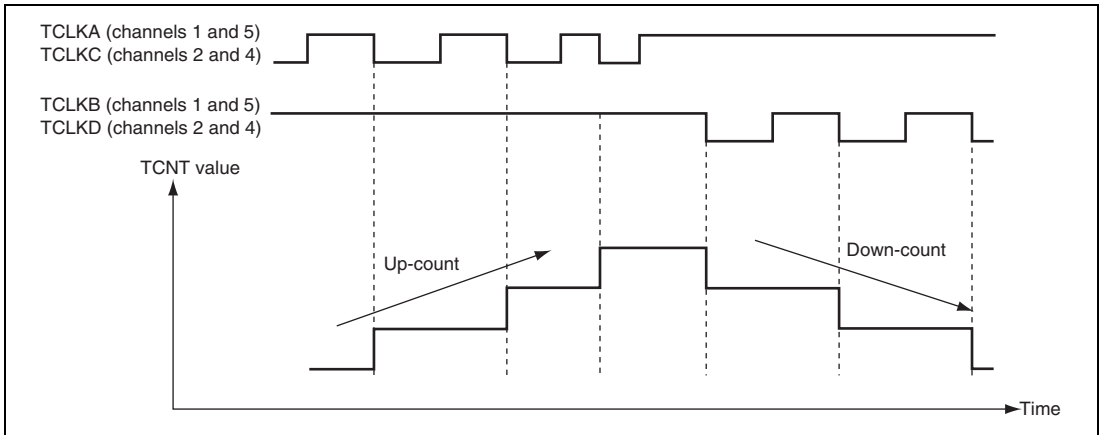 TCLKA (channels 1 and 5)
TCLKC (channels 2 and 4)
TCLKB (channels 1 and 5)
TCLKD (channels 2 and 4)
TCNT value
Up-count
Down-count
Time